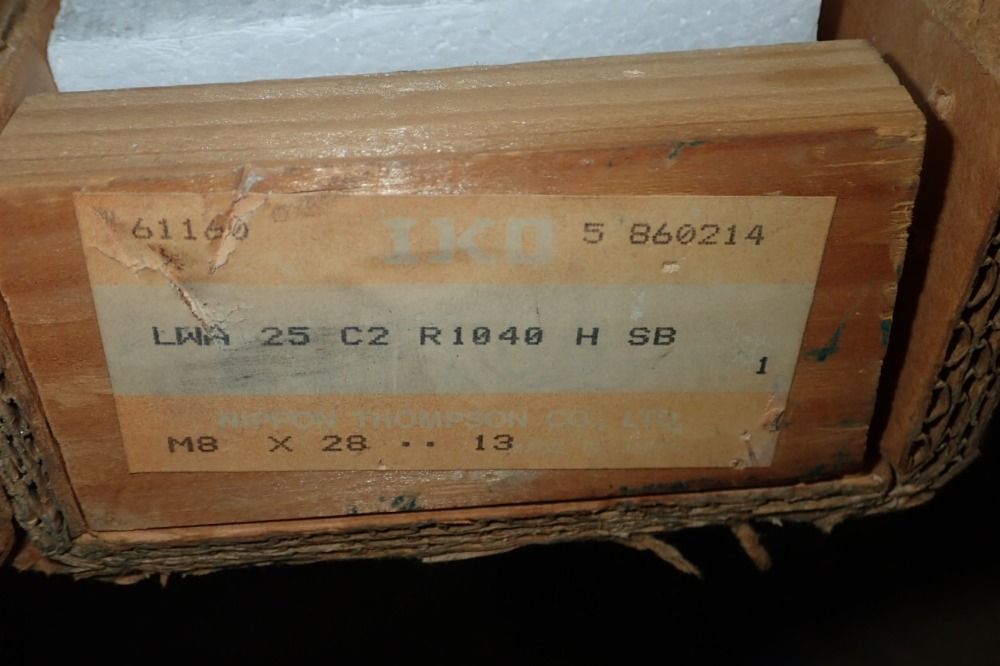 61160 IKO 5 860214
LWA 25 C2 R1040 H SB
1
NIPPON THOMPSON CO., LTD.
M8 X 28 ·· 13